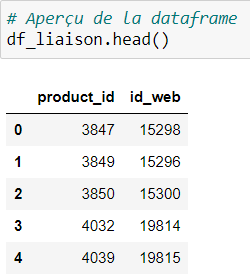 # Aperçu de la dataframe
df_liaison.head()
product_id id_web
0 3847 15298
1 3849 15296
2 3850 15300
3 4032 19814
4 4039 19815